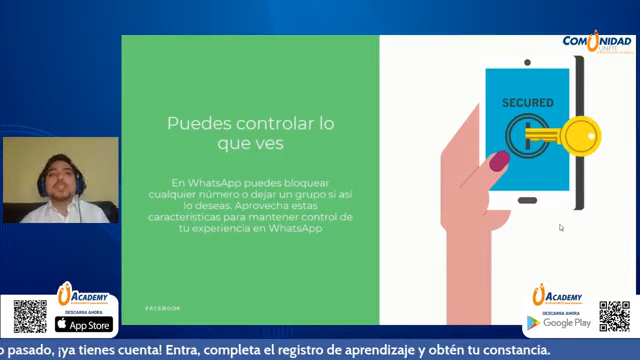 COMUNIDAD
ÚNETE
Puedes controlar lo
que ves
SECURED
En WhatsApp puedes bloquear
cualquier número o dejar un grupo si así
lo deseas. Aprovecha estas
características para mantener control de
tu experiencia en WhatsApp
FACEBOOK
ACADEMY
DESCARGA AHORA
App Store
ACADEMY
DESCARGA AHORA
Google Play
o pasado, ¡ya tienes cuenta! Entra, completa el registro de aprendizaje y obtén tu constancia.